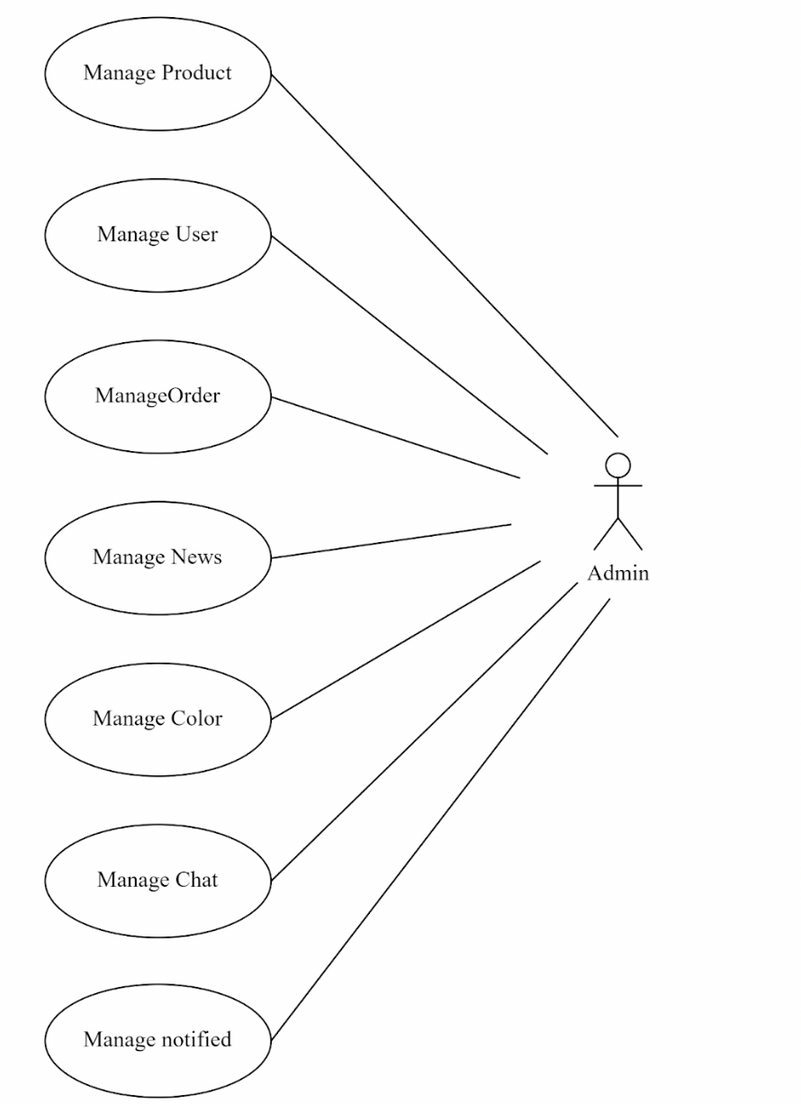 Manage Product
Manage User
ManageOrder
Manage News
Admin
Manage Color
Manage Chat
Manage notified